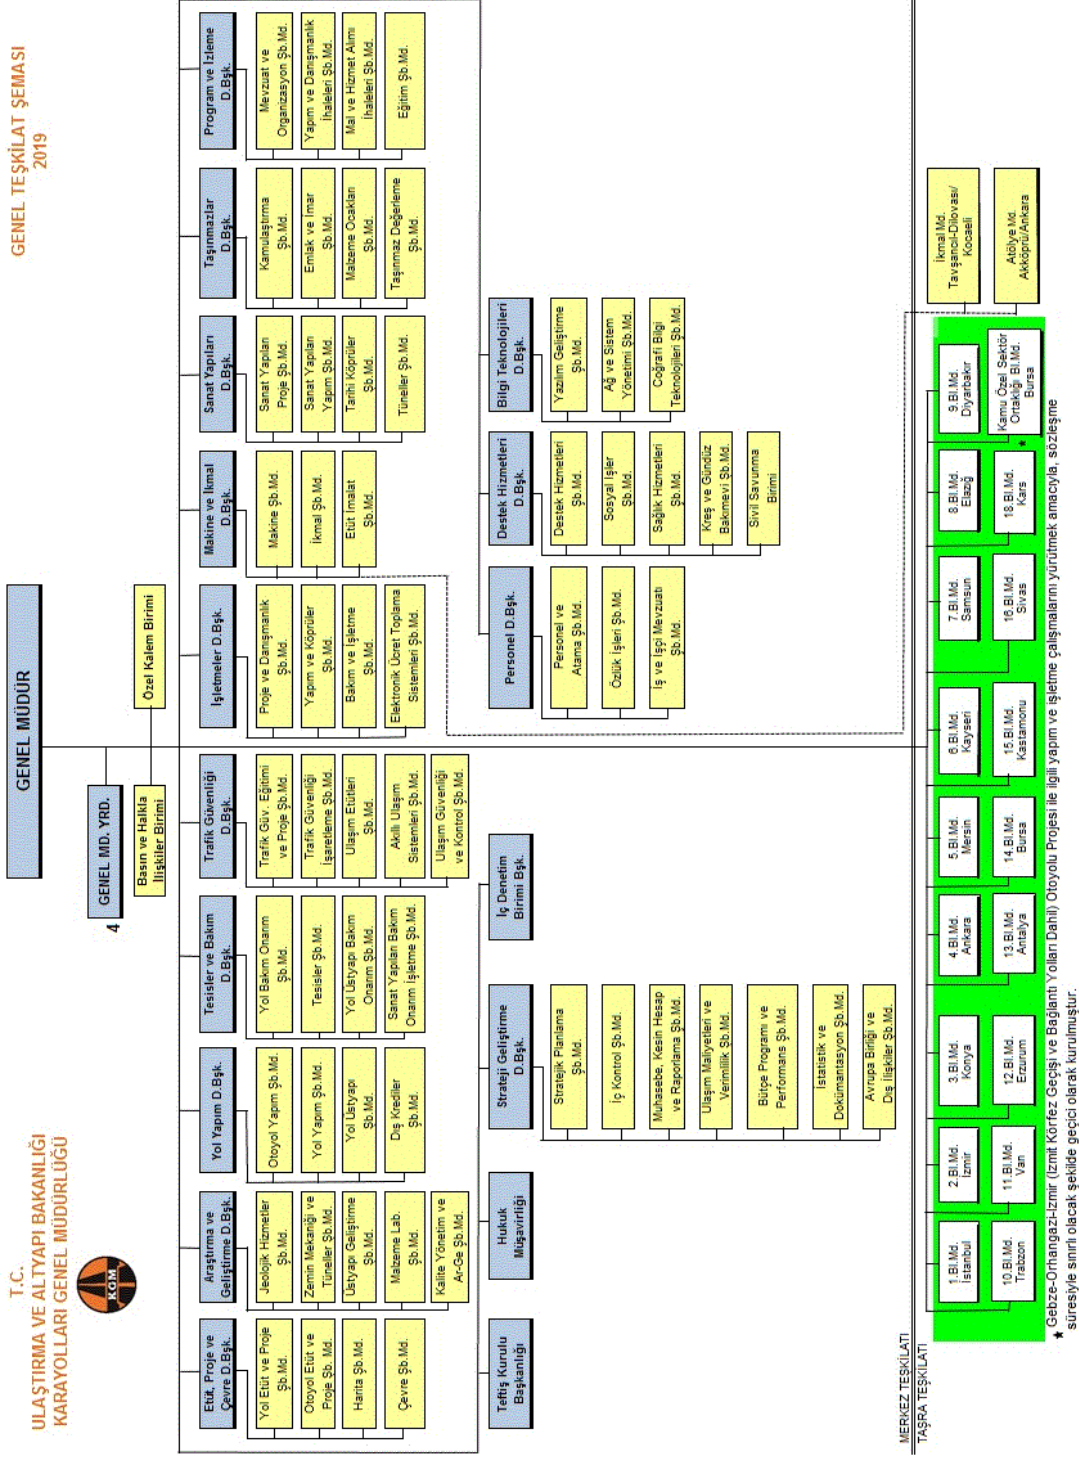 T.C.
ULAŞTIRMA VE ALTYAPI BAKANLIĞI
KARAYOLLARI GENEL MÜDÜRLÜĞÜ
KGM
GENEL TEŞKİLAT ŞEMASI
2019
GENEL MÜDÜR
GENEL MD. YRD.
4
Basın ve Halkla
İlişkiler Birimi
Özel Kalem Birimi
Etüt, Proje ve
Çevre D.Bşk.
Yol Etüt ve Proje
Şb.Md.
Otoyol Etüt ve
Proje Şb. Md.
Harita Şb.Md.
Çevre Şb.Md.
Araştırma ve
Geliştirme D.Bşk.
Jeolojik Hizmetler
Şb.Md.
Zemin Mekaniği ve
Tüneller Şb.Md.
Üstyapı Geliştirme
Şb.Md.
Malzeme Lab.
Şb.Md.
Kalite Yönetim ve
Ar-Ge Şb.Md.
Yol Yapım D.Bşk.
Otoyol Yapım Şb.Md.
Yol Yapım Şb.Md.
Yol Üstyapı
Şb.Md.
Dış Krediler
Şb.Md.
Tesisler ve Bakım
D.Bşk.
Yol Bakım Onarım
Şb.Md.
Tesisler Şb.Md.
Yol Üstyapı Bakım
Onarım Şb.Md.
Sanat Yapıları Bakım
Onarım İşletme Şb.Md.
Trafik Güvenliği
D.Bşk.
Trafik Güv. Eğitimi
ve Proje Şb.Md.
Trafik Güvenliği
İşaretleme Şb.Md.
Ulaşım Etütleri
Şb.Md.
Akıllı Ulaşım
Sistemleri Şb.Md.
Ulaşım Güvenliği
ve Kontrol Şb.Md.
İşletmeler D.Bşk.
Proje ve Danışmanlık
Şb.Md.
Yapım ve Köprüler
Şb.Md.
Bakım ve İşletme
Şb.Md.
Elektronik Ücret Toplama
Sistemleri Şb.Md.
Makine ve İkmal
D.Bşk.
Makine Şb.Md.
İkmal Şb.Md.
Etüt İmalat
Şb.Md.
Sanat Yapıları
D.Bşk.
Sanat Yapıları
Proje Şb.Md.
Sanat Yapıları
Yapım Şb.Md.
Tarihi Köprüler
Şb.Md.
Tüneller Şb.Md.
Taşınmazlar
D.Bşk.
Kamulaştırma
Şb.Md.
Emlak ve İmar
Şb.Md.
Malzeme Ocakları
Şb.Md.
Taşınmaz Değerleme
Şb.Md.
Program ve İzleme
D.Bşk.
Mevzuat ve
Organizasyon Şb.Md.
Yapım ve Danışmanlık
İhaleleri Şb.Md.
Mal ve Hizmet Alımı
İhaleleri Şb.Md.
Eğitim Şb.Md.
Teftiş Kurulu
Başkanlığı
Hukuk
Müşavirliği
Strateji Geliştirme
D.Bşk.
Stratejik Planlama
Şb.Md.
İç Kontrol Şb.Md.
Muhasebe, Kesin Hesap
ve Raporlama Şb.Md.
Ulaşım Maliyetleri ve
Verimlilik Şb.Md.
Bütçe Programı ve
Performans Şb.Md.
İstatistik ve
Dokümantasyon Şb.Md.
Avrupa Birliği ve
Dış İlişkiler Şb.Md.
İç Denetim
Birimi Bşk.
Personel D.Bşk.
Personel ve
Atama Şb.Md.
Özlük İşleri Şb.Md.
İş ve İşçi Mevzuatı
Şb.Md.
Destek Hizmetleri
D.Bşk.
Destek Hizmetleri
Şb.Md.
Sosyal İşler
Şb.Md.
Sağlık Hizmetleri
Şb.Md.
Kreş ve Gündüz
Bakımevi Şb.Md.
Sivil Savunma
Birimi
Bilgi Teknolojileri
D.Bşk.
Yazılım Geliştirme
Şb.Md.
Ağ ve Sistem
Yönetimi Şb.Md.
Coğrafi Bilgi
Teknolojileri Şb.Md.
MERKEZ TEŞKİLATI
TAŞRA TEŞKİLATI
1.Bl.Md.
İstanbul
2.Bl.Md.
İzmir
3.Bl.Md.
Konya
4.Bl.Md.
Ankara
5.Bl.Md.
Mersin
6.Bl.Md.
Kayseri
7.Bl.Md.
Samsun
8.Bl.Md.
Elazığ
9.Bl.Md.
Diyarbakır
10.Bl.Md.
Trabzon
11.Bl.Md.
Van
12.Bl.Md.
Erzurum
13.Bl.Md.
Antalya
14.Bl.Md.
Bursa
15.Bl.Md.
Kastamonu
16.Bl.Md.
Sivas
18.Bl.Md.
Kars
★
Kamu Özel Sektör
Ortaklığı Bl.Md.
Bursa
İkmal Md.
Tavşancıl-Dilovası/
Kocaeli
Atölye Md.
Akköprü/Ankara
★ Gebze-Orhangazi-İzmir (İzmit Körfez Geçişi ve Bağlantı Yolları Dahil) Otoyolu Projesi ile ilgili yapım ve işletme çalışmalarını yürütmek amacıyla, sözleşme
süresiyle sınırlı olacak şekilde geçici olarak kurulmuştur.